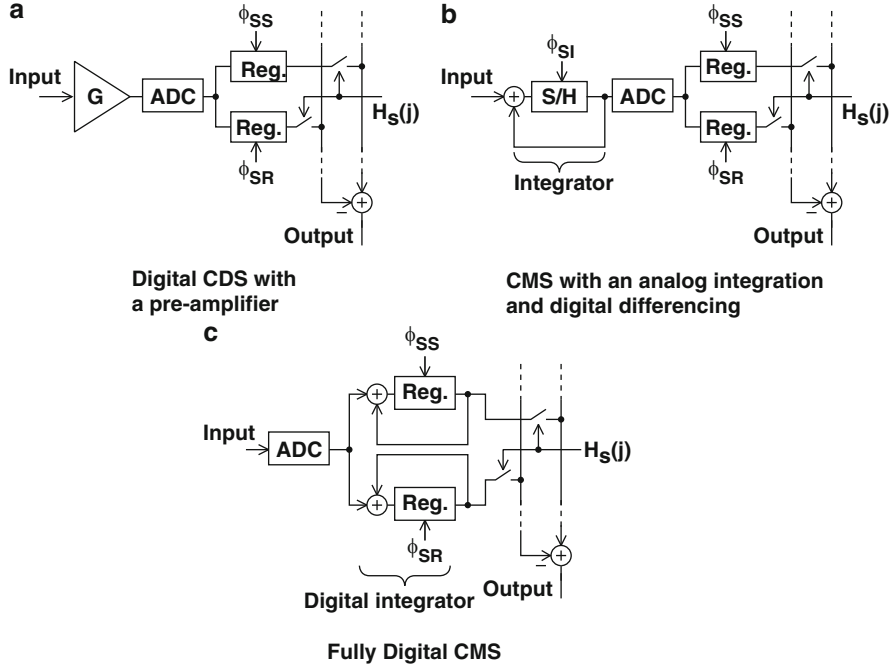 a
ϕSS
Input
G
ADC
Reg.
Reg.
HS(j)
ϕSR
+
−
Output
Digital CDS with
a pre-amplifier
b
ϕSI
ϕSS
Input
+
S/H
ADC
Reg.
Reg.
HS(j)
ϕSR
Integrator
+
−
Output
CMS with an analog integration
and digital differencing
c
ϕSS
+
Reg.
Input
ADC
HS(j)
+
Reg.
ϕSR
+
−
Output
Digital integrator
Fully Digital CMS